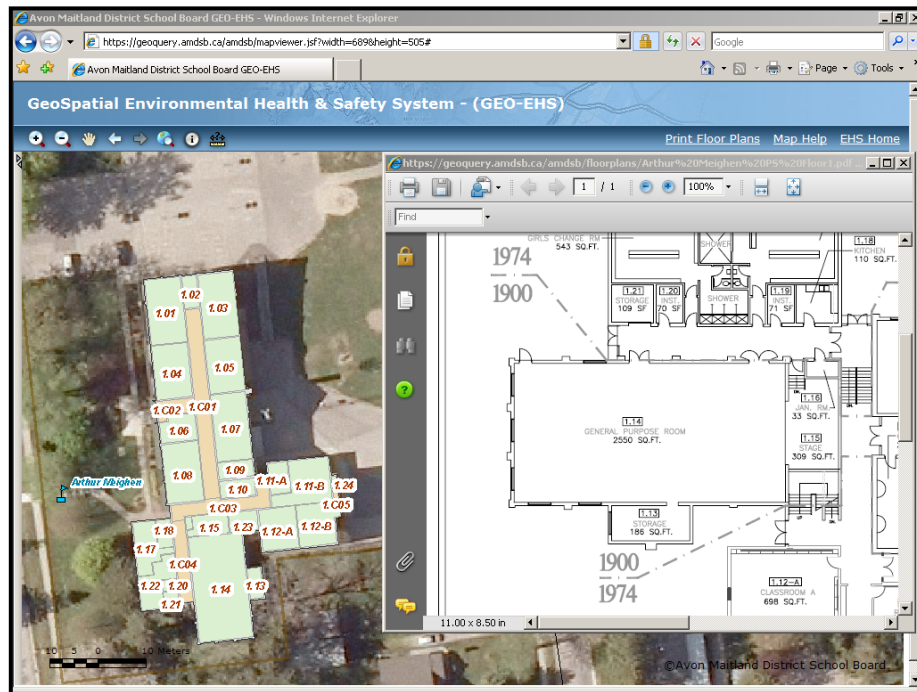 Avon Maitland District School Board GEO-EHS - Windows Internet Explorer
https://geoquery.amdsb.ca/amdsb/mapviewer.jsf?width=689&height=505#
Google
Avon Maitland District School Board GEO-EHS
Page
Tools
GeoSpatial Environmental Health & Safety System - (GEO-EHS)
Print Floor Plans Map Help EHS Home
https://geoquery.amdsb.ca/amdsb/floorplans/Arthur%20Meighen%20PS%20Floor1.pdf
1 / 1
100%
Find
1.02
1.01
1.03
1.04
1.05
1.C02
1.C01
1.06
1.07
1.08
1.09
1.10
1.11-A
1.11-B
1.24
Arthur Meighen
1.C03
1.C05
1.18
1.15
1.23
1.12-A
1.12-B
1.17
1.C04
1.22
1.20
1.14
1.13
1.21
10 5 0 10 Meters
GIRLS CHANGE RM
543 SQ.FT.
SHOWER
1.18
KITCHEN
110 SQ.FT.
1974
1900
1.21
STORAGE
109 SF
1.20
INST.
70 SF
SHOWER
1.19
INST.
71 SF
1.14
GENERAL PURPOSE ROOM
2550 SQ.FT.
1.16
JAN. RM.
33 SQ.FT.
1.15
STAGE
309 SQ.FT.
1.13
STORAGE
186 SQ.FT.
1900
1974
1.12-A
CLASSROOM A
698 SQ.FT.
11.00 x 8.50 in
©Avon Maitland District School Board